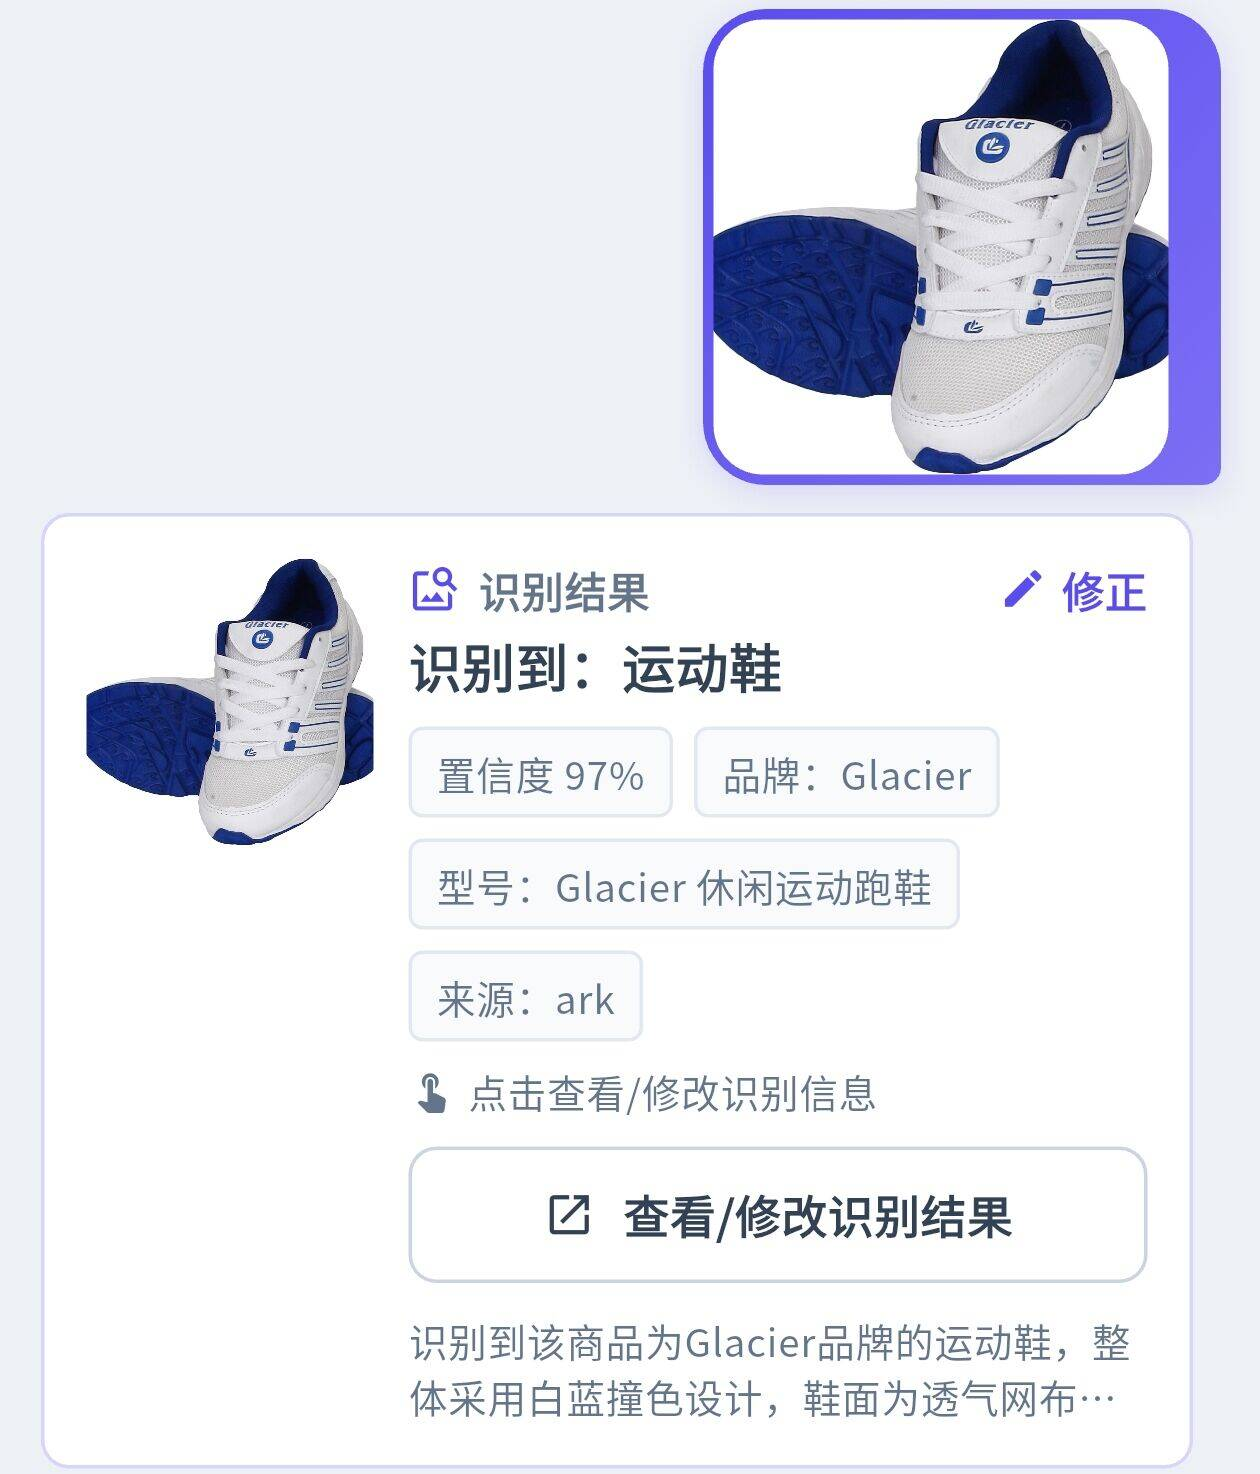 Glacier
Glacier
识别结果
修正
识别到：运动鞋
置信度 97%
品牌：Glacier
型号：Glacier 休闲运动跑鞋
来源：ark
点击查看/修改识别信息
查看/修改识别结果
识别到该商品为Glacier品牌的运动鞋，整
体采用白蓝撞色设计，鞋面为透气网布…